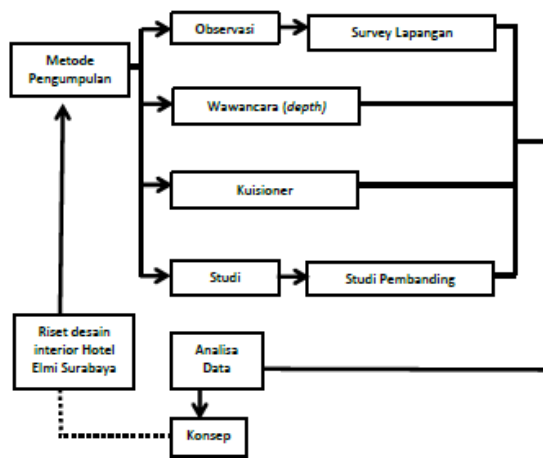 Observasi
Survey Lapangan
Metode
Pengumpulan
Wawancara (depth)
Kuisioner
Studi
Studi Pembanding
Riset desain
interior Hotel
Elmi Surabaya
Analisa
Data
Konsep